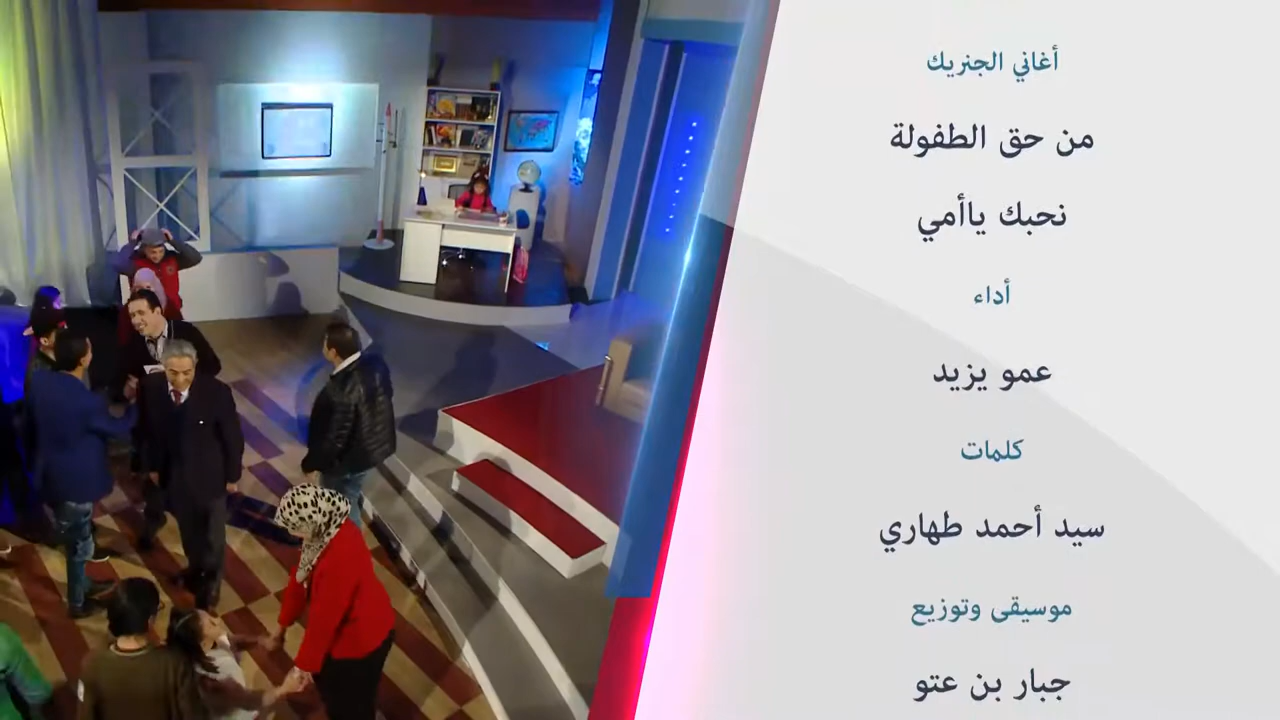 أغاني الجنريك
من حق الطفولة
نحبك ياأمي
أداء
عمو يزيد
كلمات
سيد أحمد طهاري
موسيقى وتوزيع
جبار بن عتو